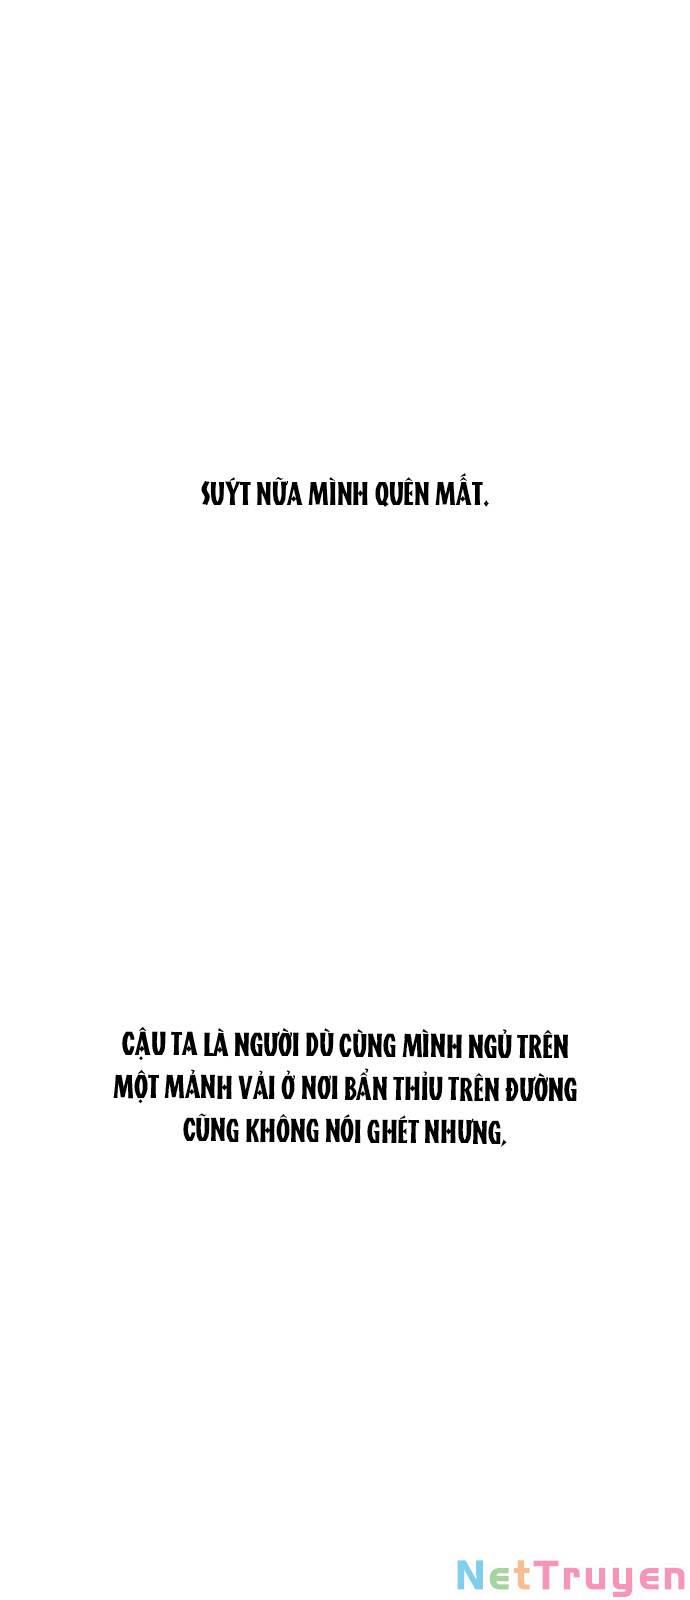 SUÝT NỮA MÌNH QUÊN MẤT.
CẬU TA LÀ NGƯỜI DÙ CÙNG MÌNH NGỦ TRÊN
MỘT MẢNH VẢI Ở NƠI BẨN THỈU TRÊN ĐƯỜNG
CŨNG KHÔNG NÓI GHÉT NHƯNG,
NetTruyen